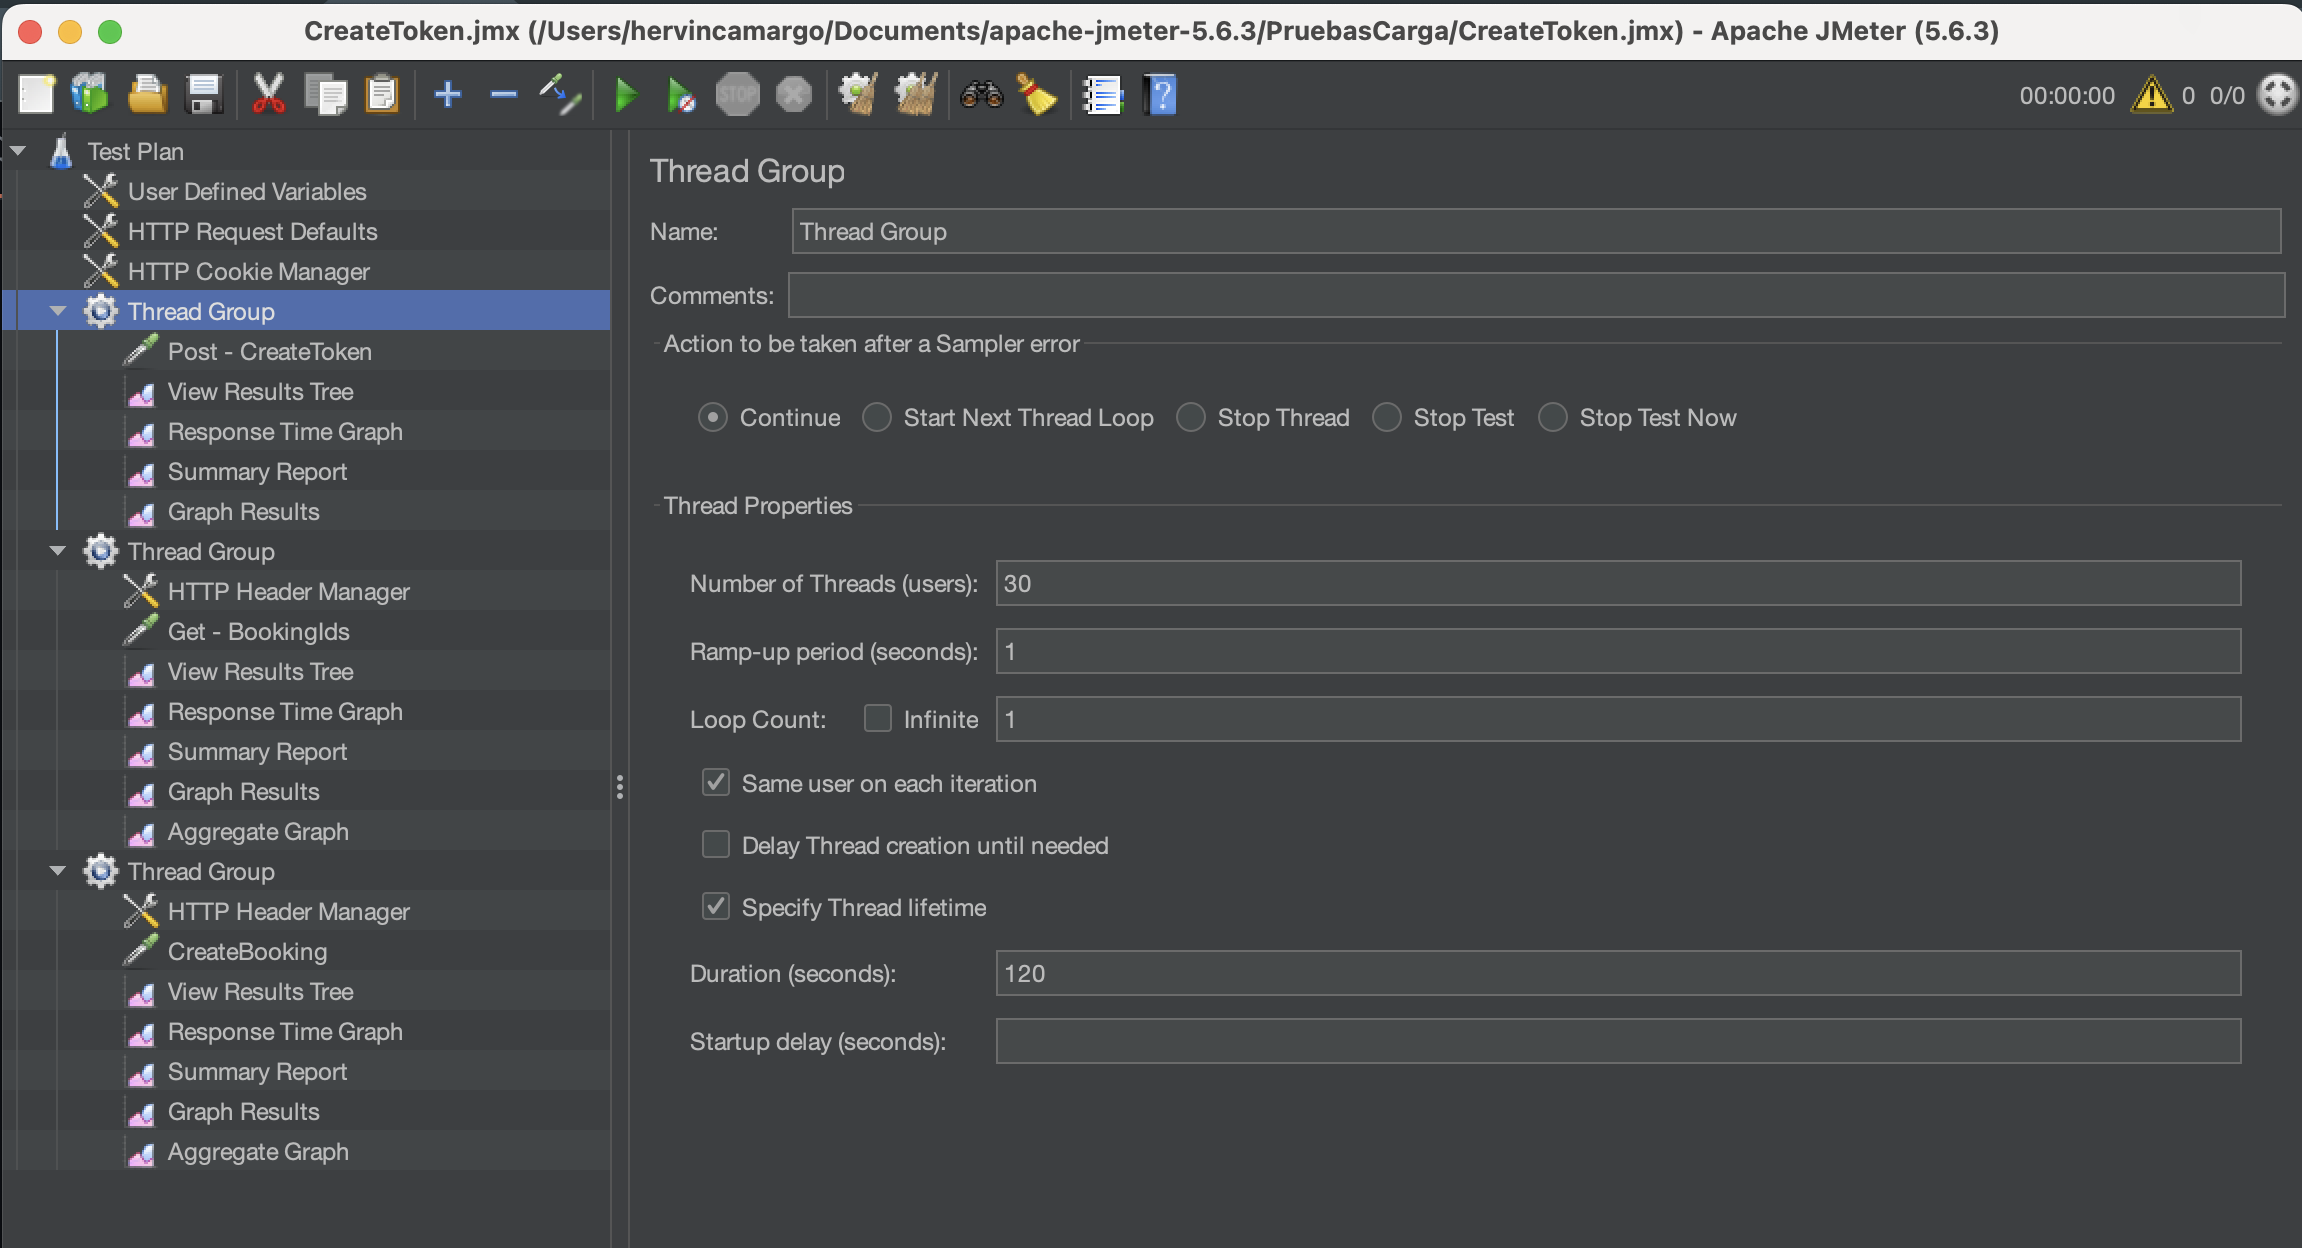 CreateToken.jmx (/Users/hervincamargo/Documents/apache-jmeter-5.6.3/PruebasCarga/CreateToken.jmx) - Apache JMeter (5.6.3)
STOP
?
00:00:00
0
0/0
Test Plan
User Defined Variables
HTTP Request Defaults
HTTP Cookie Manager
Thread Group
Post - CreateToken
View Results Tree
Response Time Graph
Summary Report
Graph Results
Thread Group
HTTP Header Manager
Get - BookingIds
View Results Tree
Response Time Graph
Summary Report
Graph Results
Aggregate Graph
Thread Group
HTTP Header Manager
CreateBooking
View Results Tree
Response Time Graph
Summary Report
Graph Results
Aggregate Graph
Thread Group
Name: Thread Group
Comments:
Action to be taken after a Sampler error
Continue Start Next Thread Loop Stop Thread Stop Test Stop Test Now
Thread Properties
Number of Threads (users): 30
Ramp-up period (seconds): 1
Loop Count: Infinite 1
Same user on each iteration
Delay Thread creation until needed
Specify Thread lifetime
Duration (seconds): 120
Startup delay (seconds):